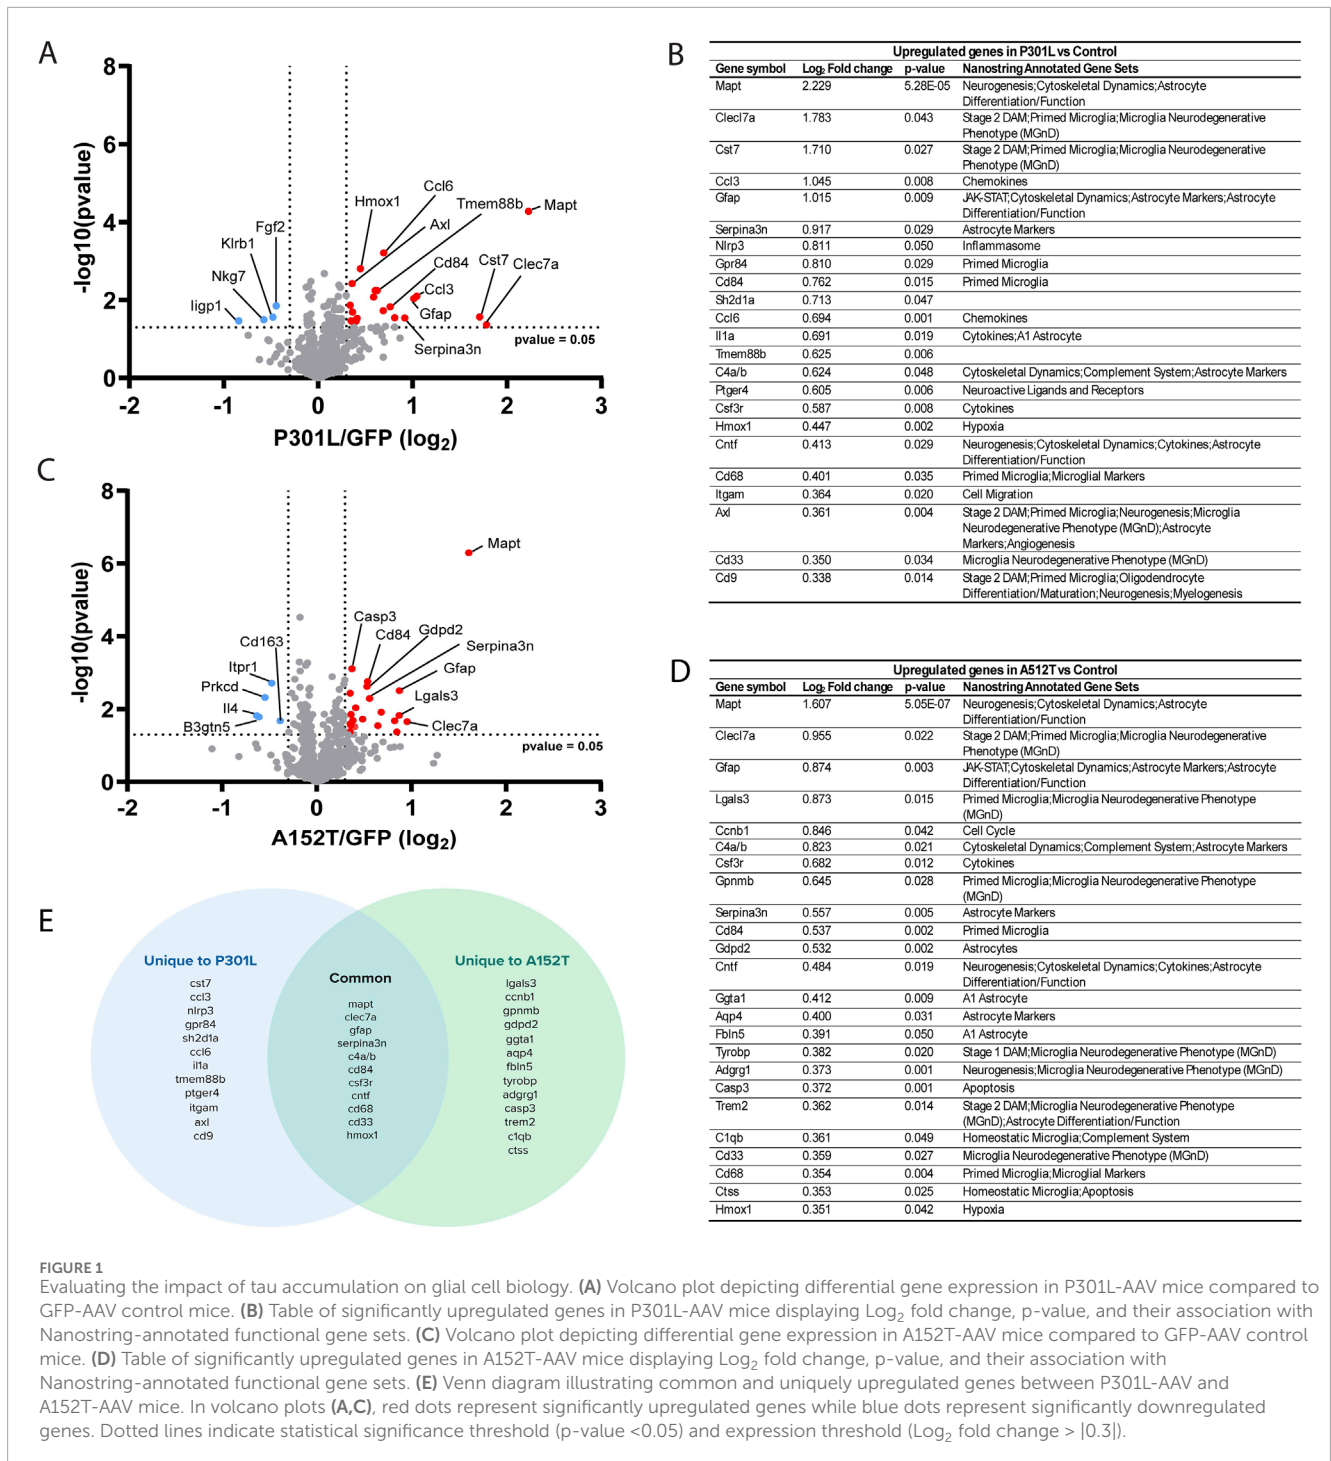 A
8
6
4
2
0
-log10(pvalue)
-2
-1
0
1
2
3
P301L/GFP (log2)
Ccl6
Hmox1
Tmem88b
Mapt
Axl
Fgf2
Klrb1
Cd84
Cst7
Clec7a
Nkg7
Ccl3
Iigp1
Gfap
Serpina3n
pvalue = 0.05
B
Upregulated genes in P301L vs Control
Gene symbol Log2 Fold change p-value Nanostring Annotated Gene Sets
Mapt 2.229 5.28E-05 Neurogenesis;Cytoskeletal Dynamics;Astrocyte
Differentiation/Function
Clecl7a 1.783 0.043 Stage 2 DAM;Primed Microglia;Microglia Neurodegenerative
Phenotype (MGnD)
Cst7 1.710 0.027 Stage 2 DAM;Primed Microglia;Microglia Neurodegenerative
Phenotype (MGnD)
Ccl3 1.045 0.008 Chemokines
Gfap 1.015 0.009 JAK-STAT;Cytoskeletal Dynamics;Astrocyte Markers;Astrocyte
Differentiation/Function
Serpina3n 0.917 0.029 Astrocyte Markers
Nlrp3 0.811 0.050 Inflammasome
Gpr84 0.810 0.029 Primed Microglia
Cd84 0.762 0.015 Primed Microglia
Sh2d1a 0.713 0.047
Ccl6 0.694 0.001 Chemokines
Il1a 0.691 0.019 Cytokines;A1 Astrocyte
Tmem88b 0.625 0.006
C4a/b 0.624 0.048 Cytoskeletal Dynamics;Complement System;Astrocyte Markers
Ptger4 0.605 0.006 Neuroactive Ligands and Receptors
Csf3r 0.587 0.008 Cytokines
Hmox1 0.447 0.002 Hypoxia
Cntf 0.413 0.029 Neurogenesis;Cytoskeletal Dynamics;Cytokines;Astrocyte
Differentiation/Function
Cd68 0.401 0.035 Primed Microglia;Microglial Markers
Itgam 0.364 0.020 Cell Migration
Axl 0.361 0.004 Stage 2 DAM;Primed Microglia;Neurogenesis;Microglia
Neurodegenerative Phenotype (MGnD);Astrocyte
Markers;Angiogenesis
Cd33 0.350 0.034 Microglia Neurodegenerative Phenotype (MGnD)
Cd9 0.338 0.014 Stage 2 DAM;Primed Microglia;Oligodendrocyte
Differentiation/Maturation;Neurogenesis;Myelogenesis
C
8
6
4
2
0
-log10(pvalue)
-2
-1
0
1
2
3
A152T/GFP (log2)
Mapt
Casp3
Cd84
Gdpd2
Cd163
Serpina3n
Itpr1
Gfap
Prkcd
Lgals3
Il4
B3gtn5
Clec7a
pvalue = 0.05
D
Upregulated genes in A512T vs Control
Gene symbol Log2 Fold change p-value Nanostring Annotated Gene Sets
Mapt 1.607 5.05E-07 Neurogenesis;Cytoskeletal Dynamics;Astrocyte
Differentiation/Function
Clecl7a 0.955 0.022 Stage 2 DAM;Primed Microglia;Microglia Neurodegenerative
Phenotype (MGnD)
Gfap 0.874 0.003 JAK-STAT;Cytoskeletal Dynamics;Astrocyte Markers;Astrocyte
Differentiation/Function
Lgals3 0.873 0.015 Primed Microglia;Microglia Neurodegenerative Phenotype
(MGnD)
Ccnb1 0.846 0.042 Cell Cycle
C4a/b 0.823 0.021 Cytoskeletal Dynamics;Complement System;Astrocyte Markers
Csf3r 0.682 0.012 Cytokines
Gpnmb 0.645 0.028 Primed Microglia;Microglia Neurodegenerative Phenotype
(MGnD)
Serpina3n 0.557 0.005 Astrocyte Markers
Cd84 0.537 0.002 Primed Microglia
Gdpd2 0.532 0.002 Astrocytes
Cntf 0.484 0.019 Neurogenesis;Cytoskeletal Dynamics;Cytokines;Astrocyte
Differentiation/Function
Ggta1 0.412 0.009 A1 Astrocyte
Aqp4 0.400 0.031 Astrocyte Markers
Fbln5 0.391 0.050 A1 Astrocyte
Tyrobp 0.382 0.020 Stage 1 DAM;Microglia Neurodegenerative Phenotype (MGnD)
Adgrg1 0.373 0.001 Neurogenesis;Microglia Neurodegenerative Phenotype (MGnD)
Casp3 0.372 0.001 Apoptosis
Trem2 0.362 0.014 Stage 2 DAM;Microglia Neurodegenerative Phenotype
(MGnD);Astrocyte Differentiation/Function
C1qb 0.361 0.049 Homeostatic Microglia;Complement System
Cd33 0.359 0.027 Microglia Neurodegenerative Phenotype (MGnD)
Cd68 0.354 0.004 Primed Microglia;Microglial Markers
Ctss 0.353 0.025 Homeostatic Microglia;Apoptosis
Hmox1 0.351 0.042 Hypoxia
E
Unique to P301L
cst7
ccl3
nlrp3
gpr84
sh2d1a
ccl6
il1a
tmem88b
ptger4
itgam
axl
cd9
Common
mapt
clec7a
gfap
serpina3n
c4a/b
cd84
csf3r
cntf
cd68
cd33
hmox1
Unique to A152T
lgals3
ccnb1
gpnmb
gdpd2
ggta1
aqp4
fbln5
tyrobp
adgrg1
casp3
trem2
c1qb
ctss
FIGURE 1
Evaluating the impact of tau accumulation on glial cell biology. (A) Volcano plot depicting differential gene expression in P301L-AAV mice compared to
GFP-AAV control mice. (B) Table of significantly upregulated genes in P301L-AAV mice displaying Log2 fold change, p-value, and their association with
Nanostring-annotated functional gene sets. (C) Volcano plot depicting differential gene expression in A152T-AAV mice compared to GFP-AAV control
mice. (D) Table of significantly upregulated genes in A152T-AAV mice displaying Log2 fold change, p-value, and their association with
Nanostring-annotated functional gene sets. (E) Venn diagram illustrating common and uniquely upregulated genes between P301L-AAV and
A152T-AAV mice. In volcano plots (A,C), red dots represent significantly upregulated genes while blue dots represent significantly downregulated
genes. Dotted lines indicate statistical significance threshold (p-value <0.05) and expression threshold (Log2 fold change > |0.3|).